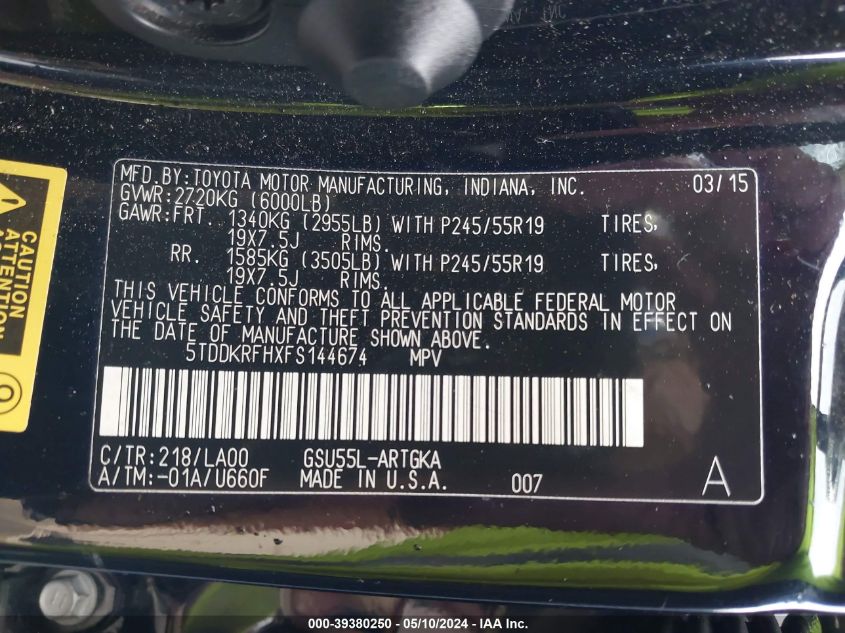 MFD.BY:TOYOTA MOTOR MANUFACTURING, INDIANA, INC. 03/15
GVWR:2720KG (6000LB)
GAWR:FRT. 1340KG (2955LB) WITH P245/55R19 TIRES,
19X7.5J RIMS.
RR. 1585KG (3505LB) WITH P245/55R19 TIRES,
19X7.5J RIMS.
THIS VEHICLE CONFORMS TO ALL APPLICABLE FEDERAL MOTOR
VEHICLE SAFETY AND THEFT PREVENTION STANDARDS IN EFFECT ON
THE DATE OF MANUFACTURE SHOWN ABOVE.
5TDDKRFHXFS144674 MPV
C/TR:218/LA00 GSU55L-ARTGKA
A/TM:-01A/U660F MADE IN U.S.A. 007 A
CAUTION
ATTENTION
000-39380250 - 05/10/2024 - IAA Inc.